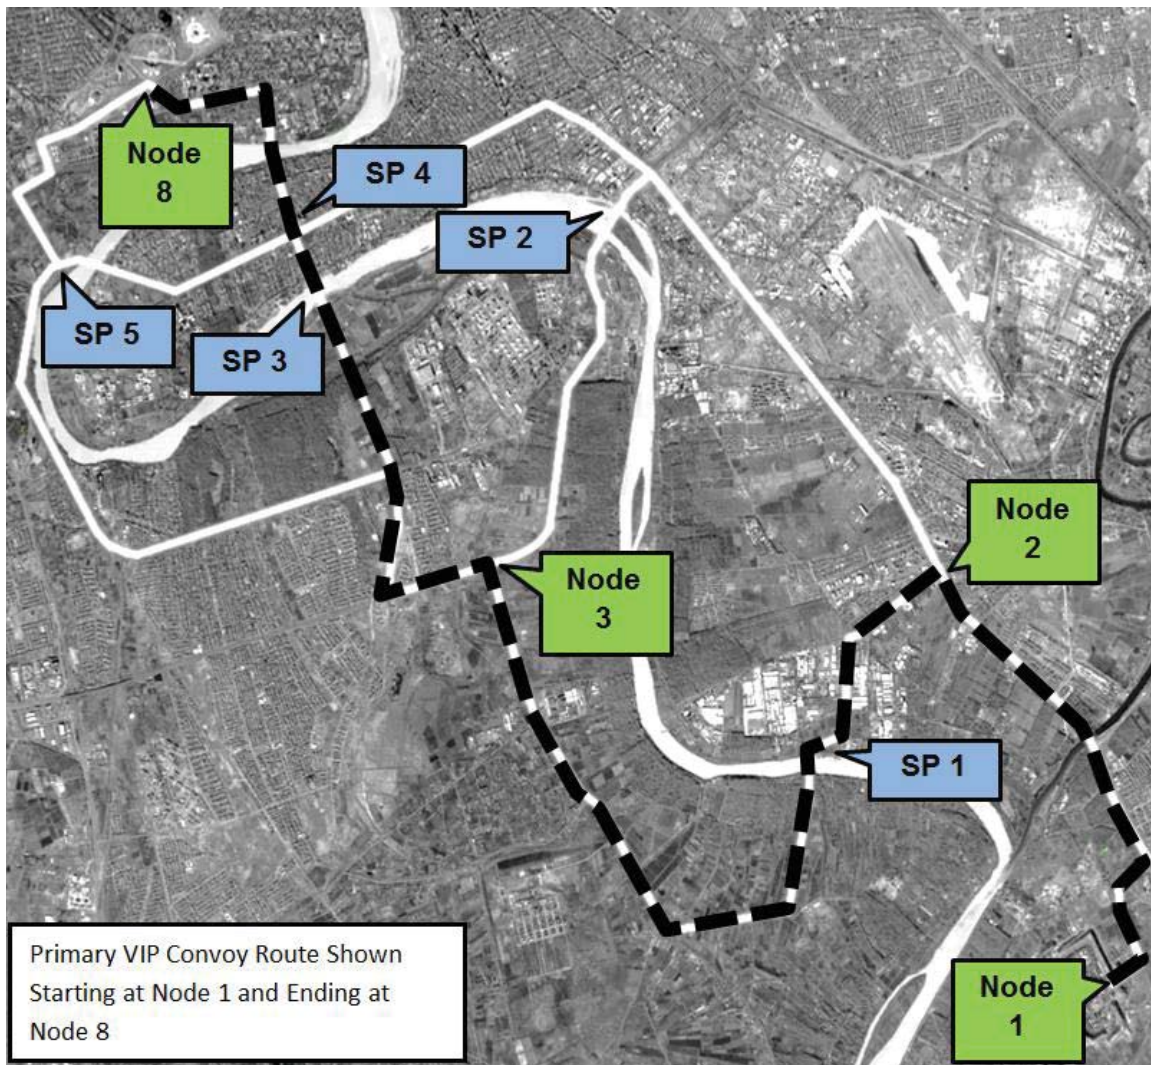 Node
8
SP 4
SP 2
SP 5
SP 3
Node
2
Node
3
SP 1
Node
1
Primary VIP Convoy Route Shown
Starting at Node 1 and Ending at
Node 8